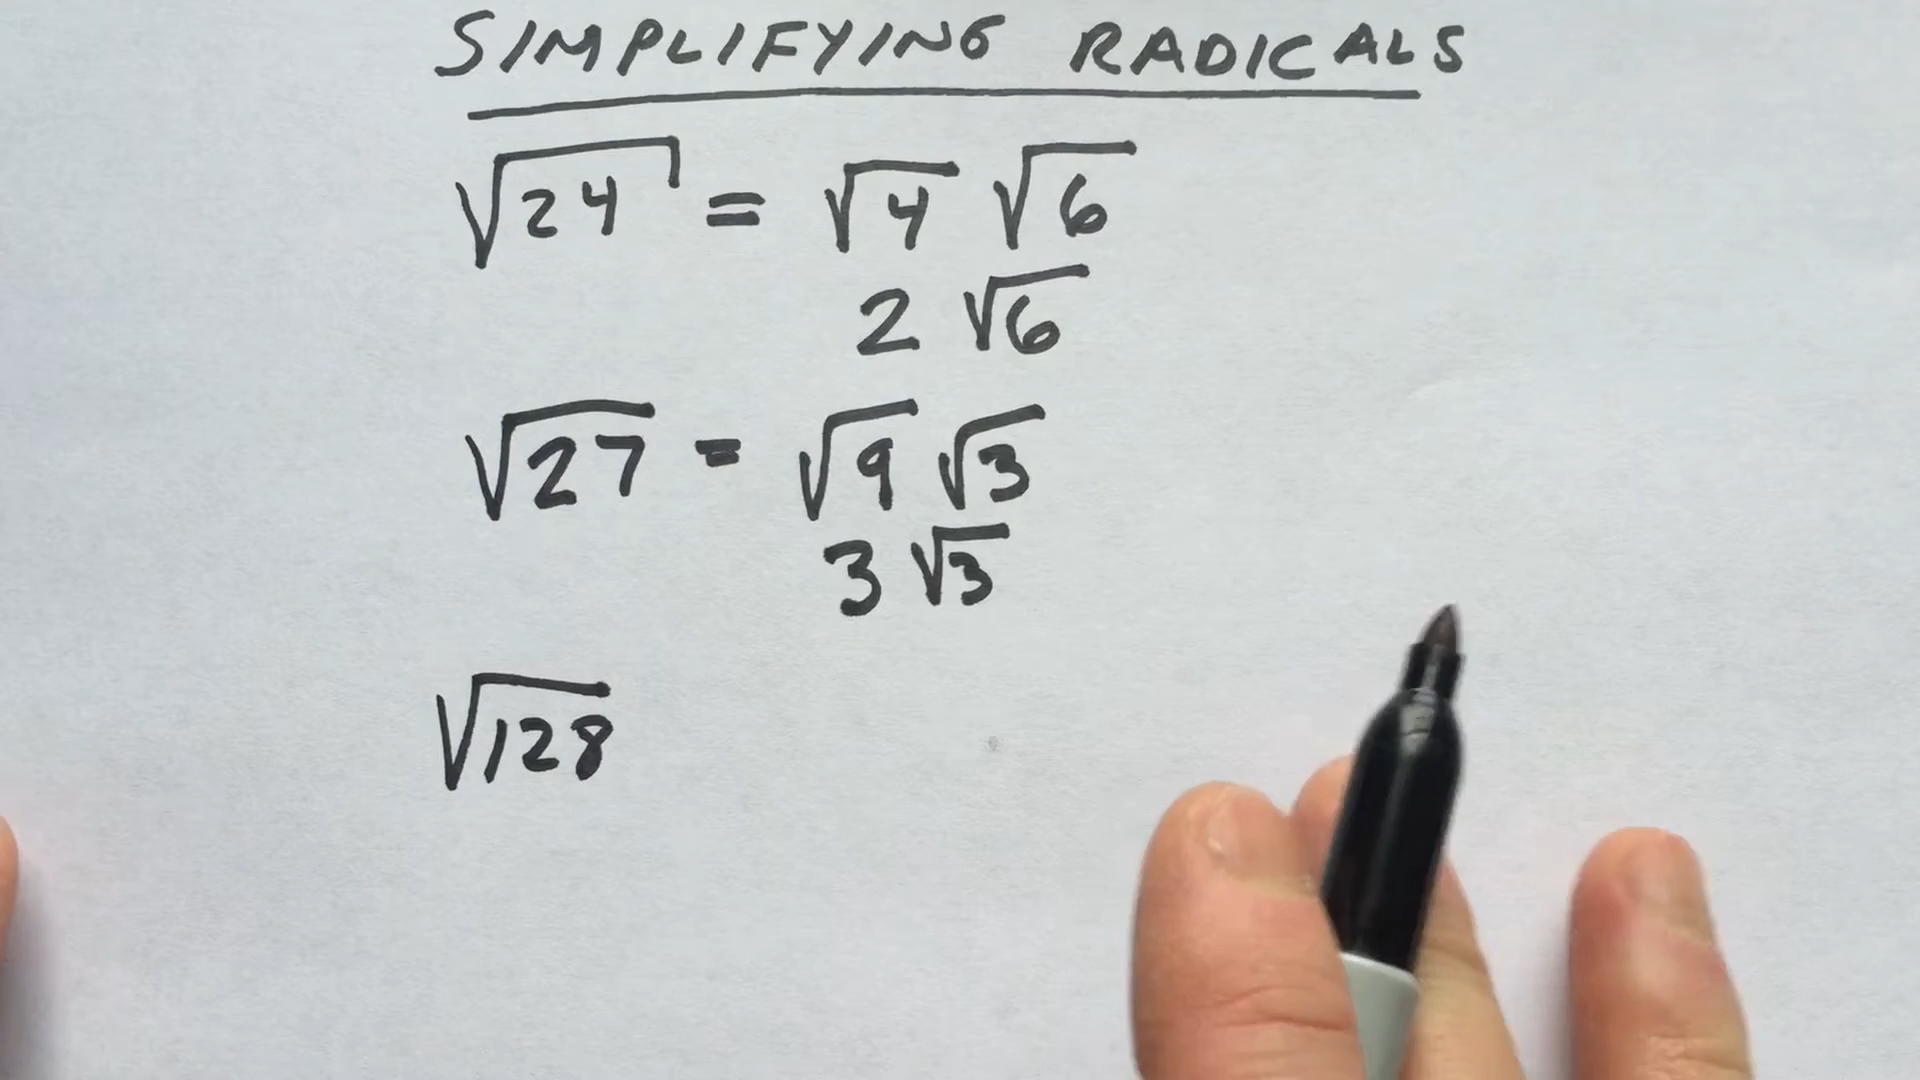 SIMPLIFYING RADICALS
√24 = √4 √6
2 √6
√27 = √9 √3
3 √3
√128